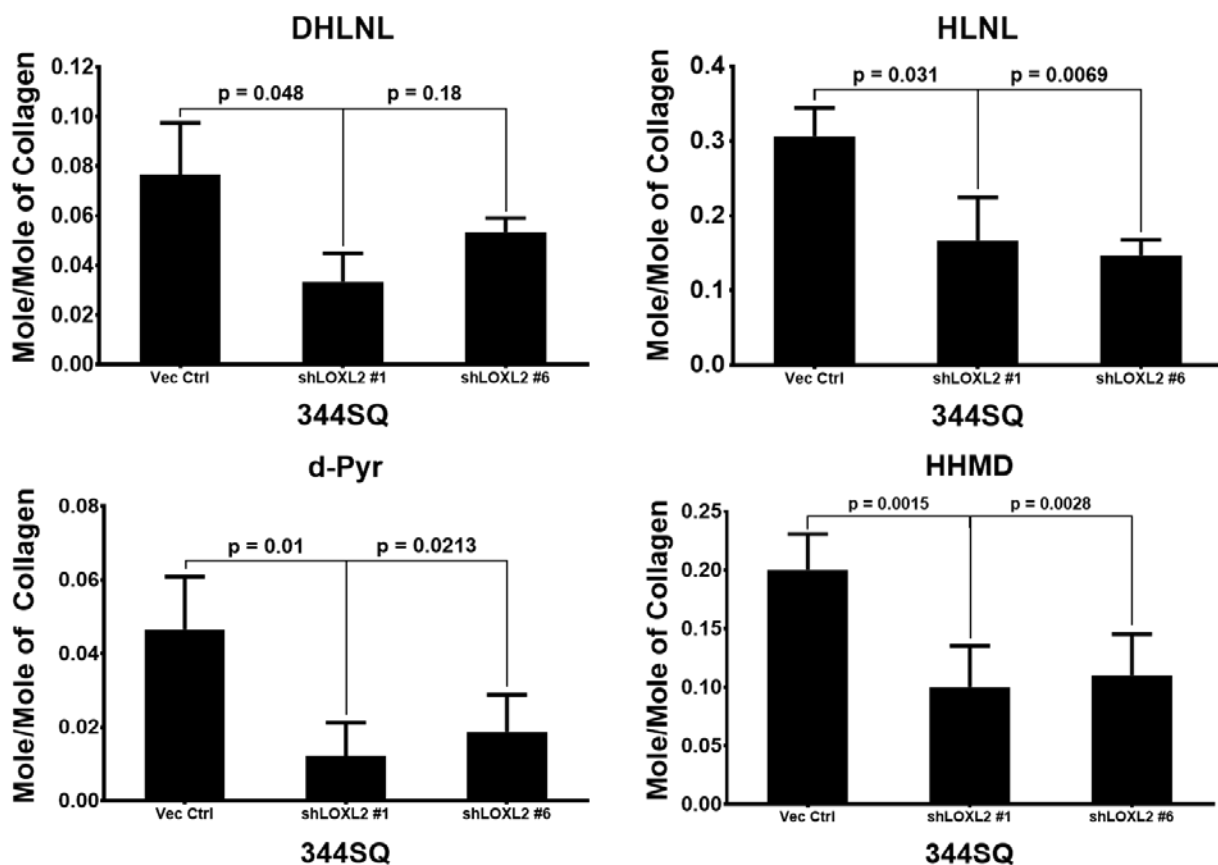 DHLNL
Mole/Mole of Collagen
0.12
0.10
0.08
0.06
0.04
0.02
0.00
p = 0.048
p = 0.18
Vec Ctrl
shLOXL2 #1
shLOXL2 #6
344SQ
HLNL
Mole/Mole of Collagen
0.4
0.3
0.2
0.1
0.0
p = 0.031
p = 0.0069
Vec Ctrl
shLOXL2 #1
shLOXL2 #6
344SQ
d-Pyr
Mole/Mole of Collagen
0.08
0.06
0.04
0.02
0.00
p = 0.01
p = 0.0213
Vec Ctrl
shLOXL2 #1
shLOXL2 #6
344SQ
HHMD
Mole/Mole of Collagen
0.25
0.20
0.15
0.10
0.05
0.00
p = 0.0015
p = 0.0028
Vec Ctrl
shLOXL2 #1
shLOXL2 #6
344SQ